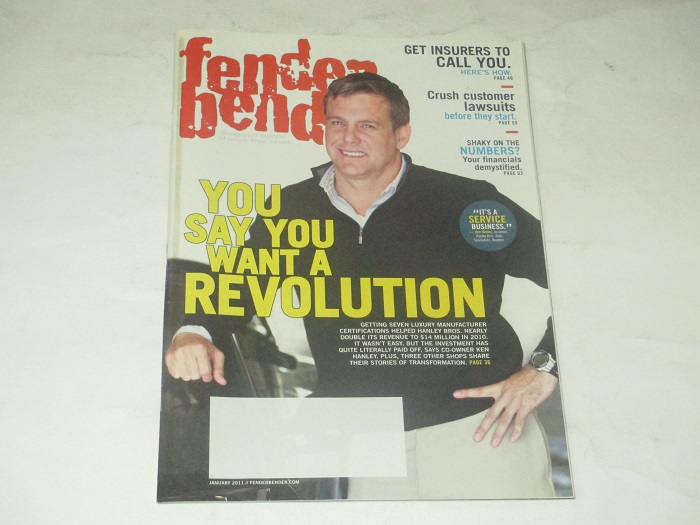 fender
bend
GET INSURERS TO
CALL YOU.
HERE'S HOW.
PAGE 46
Crush customer
lawsuits
before they start.
PAGE 59
SHAKY ON THE
NUMBERS?
Your financials
demystified.
PAGE 63
YOU
SAY YOU
WANT A
REVOLUTION
"IT'S A
SERVICE
BUSINESS."
GETTING SEVEN LUXURY MANUFACTURER
CERTIFICATIONS HELPED HANLEY BROS. NEARLY
DOUBLE ITS REVENUE TO $14 MILLION IN 2010.
IT WASN'T EASY, BUT THE INVESTMENT HAS
QUITE LITERALLY PAID OFF, SAYS CO-OWNER KEN
HANLEY. PLUS, THREE OTHER SHOPS SHARE
THEIR STORIES OF TRANSFORMATION. PAGE 36
JANUARY 2011 // FENDERBENDER.COM